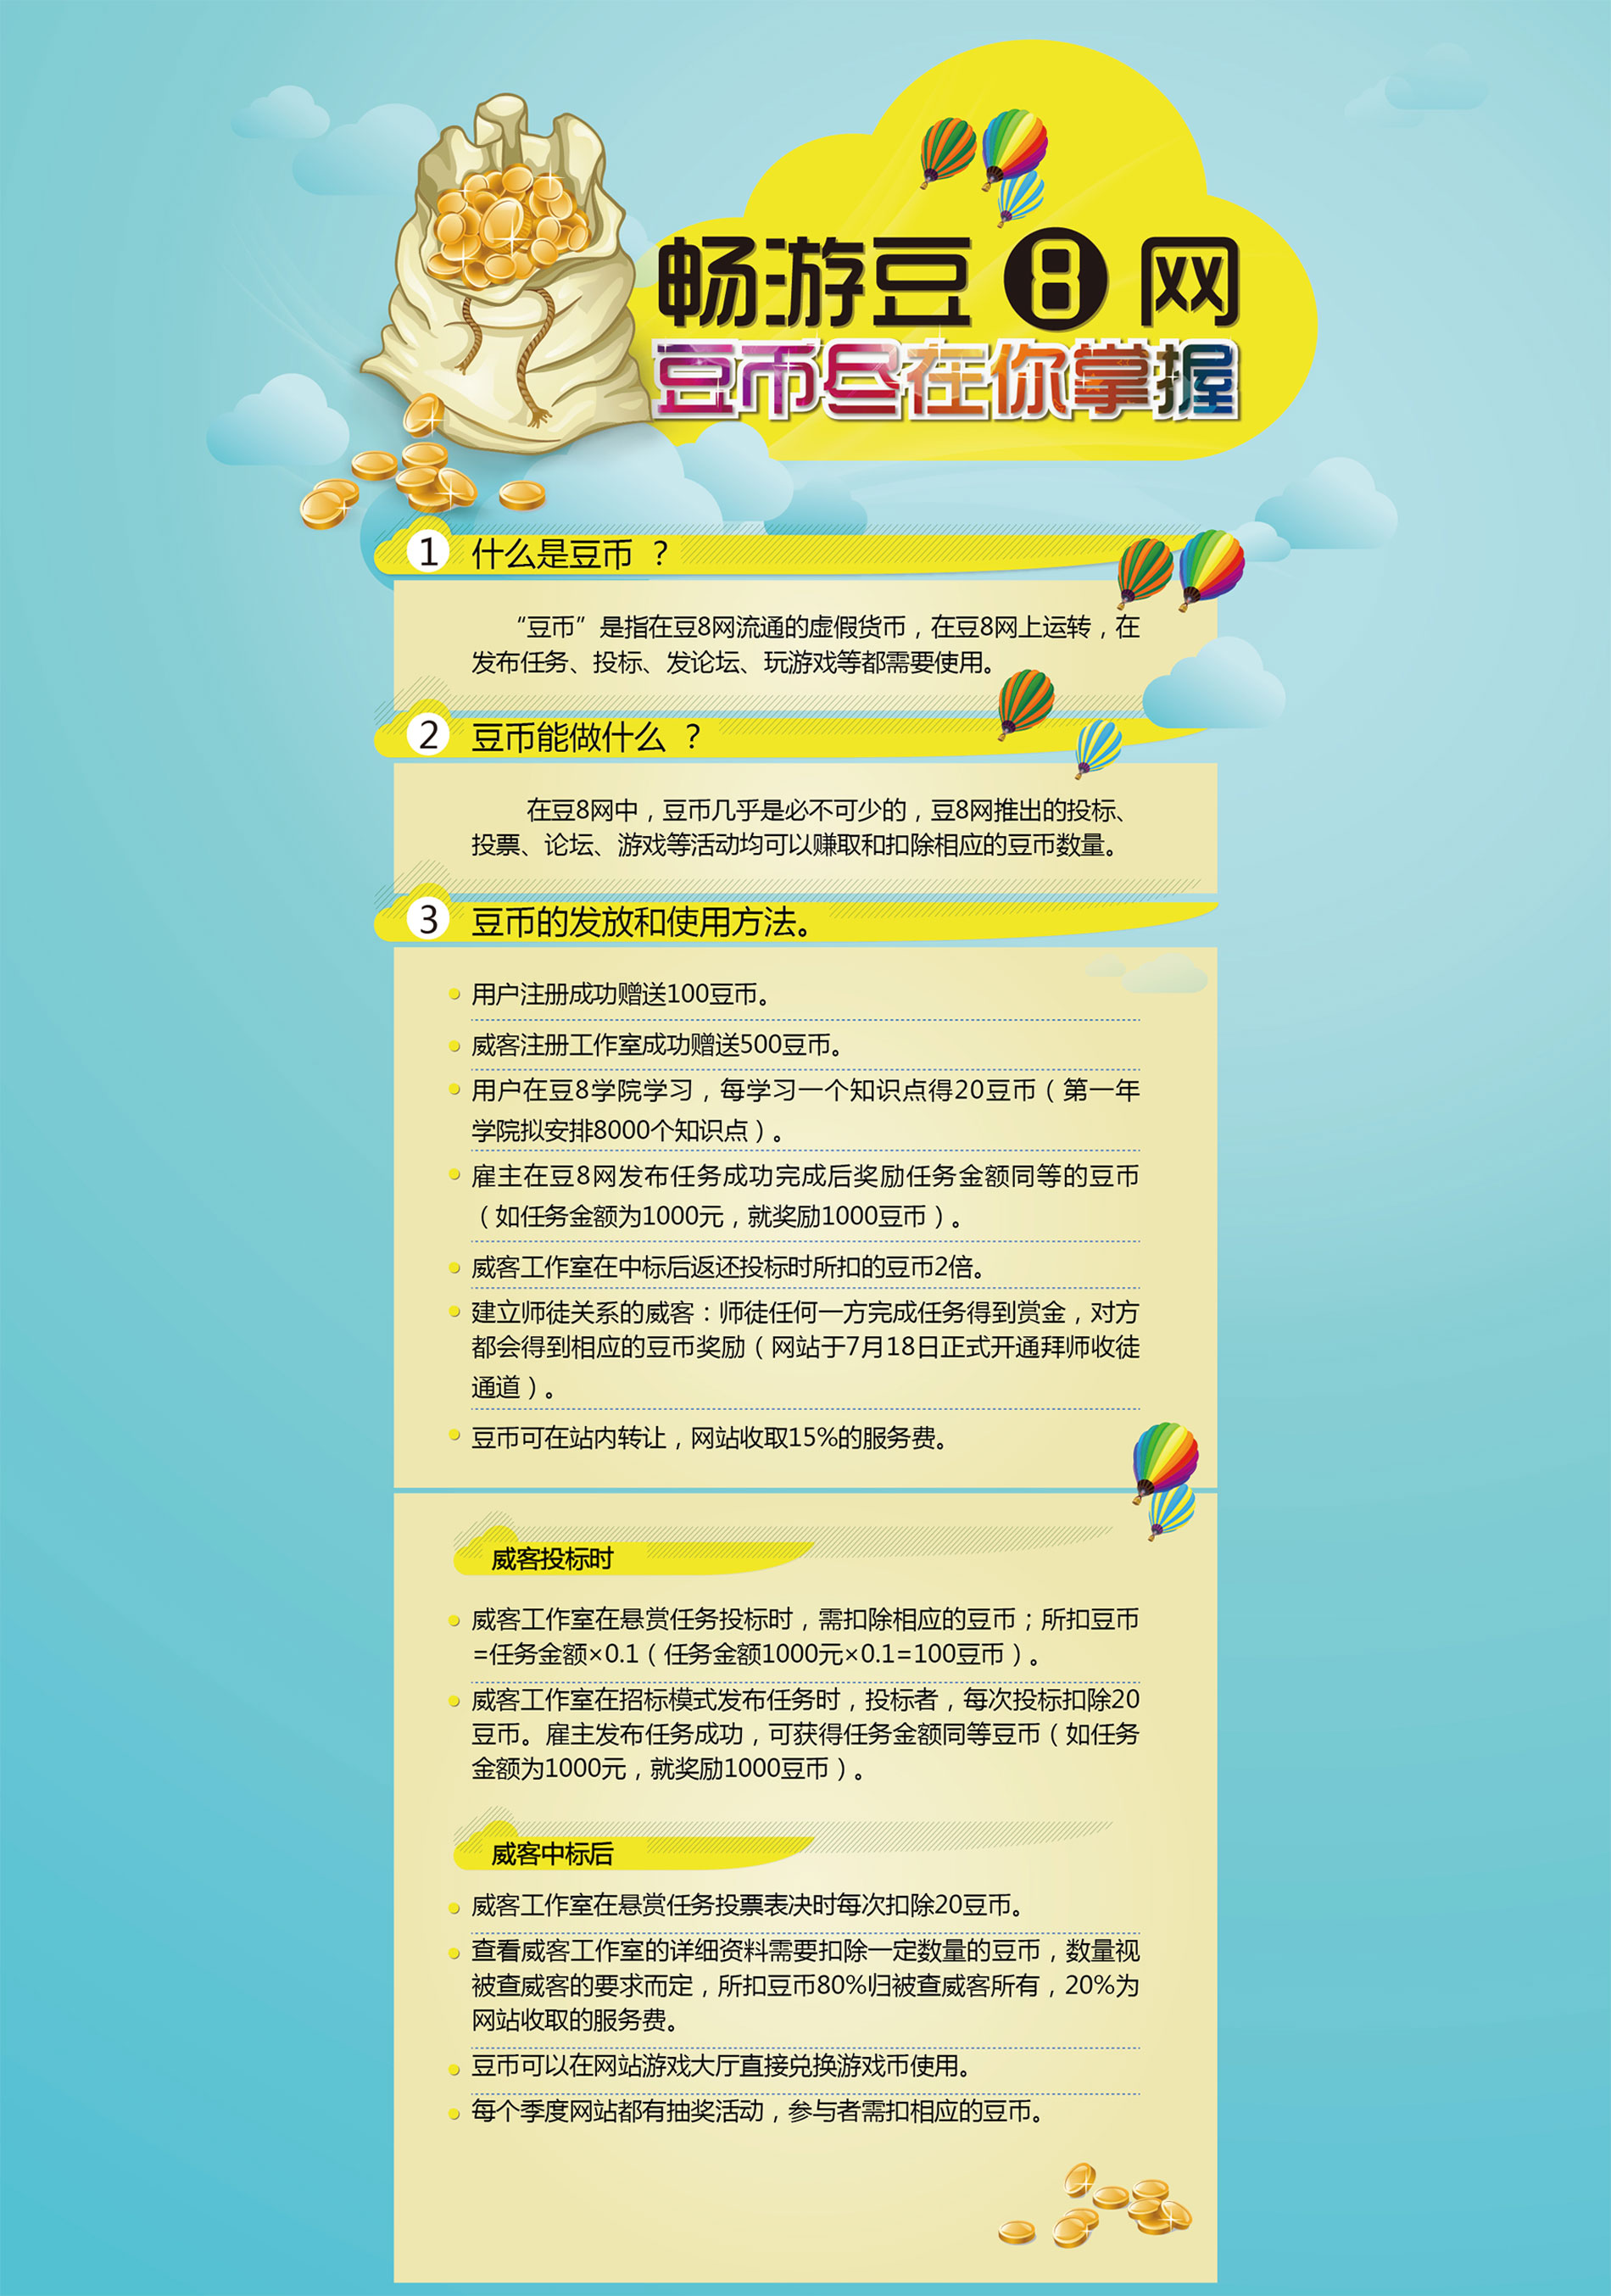 畅游豆8网
豆币尽在你掌握
1 什么是豆币 ？
“豆币”是指在豆8网流通的虚假货币，在豆8网上运转，在
发布任务、投标、发论坛、玩游戏等都需要使用。
2 豆币能做什么 ？
在豆8网中，豆币几乎是必不可少的，豆8网推出的投标、
投票、论坛、游戏等活动均可以赚取和扣除相应的豆币数量。
3 豆币的发放和使用方法。
用户注册成功赠送100豆币。
威客注册工作室成功赠送500豆币。
用户在豆8学院学习，每学习一个知识点得20豆币（第一年
学院拟安排8000个知识点）。
雇主在豆8网发布任务成功完成后奖励任务金额同等的豆币
（如任务金额为1000元，就奖励1000豆币）。
威客工作室在中标后返还投标时所扣的豆币2倍。
建立师徒关系的威客：师徒任何一方完成任务得到赏金，对方
都会得到相应的豆币奖励（网站于7月18日正式开通拜师收徒
通道）。
豆币可在站内转让，网站收取15%的服务费。
威客投标时
威客工作室在悬赏任务投标时，需扣除相应的豆币；所扣豆币
=任务金额×0.1（任务金额1000元×0.1=100豆币）。
威客工作室在招标模式发布任务时，投标者，每次投标扣除20
豆币。雇主发布任务成功，可获得任务金额同等豆币（如任务
金额为1000元，就奖励1000豆币）。
威客中标后
威客工作室在悬赏任务投票表决时每次扣除20豆币。
查看威客工作室的详细资料需要扣除一定数量的豆币，数量视
被查威客的要求而定，所扣豆币80%归被查威客所有，20%为
网站收取的服务费。
豆币可以在网站游戏大厅直接兑换游戏币使用。
每个季度网站都有抽奖活动，参与者需扣相应的豆币。